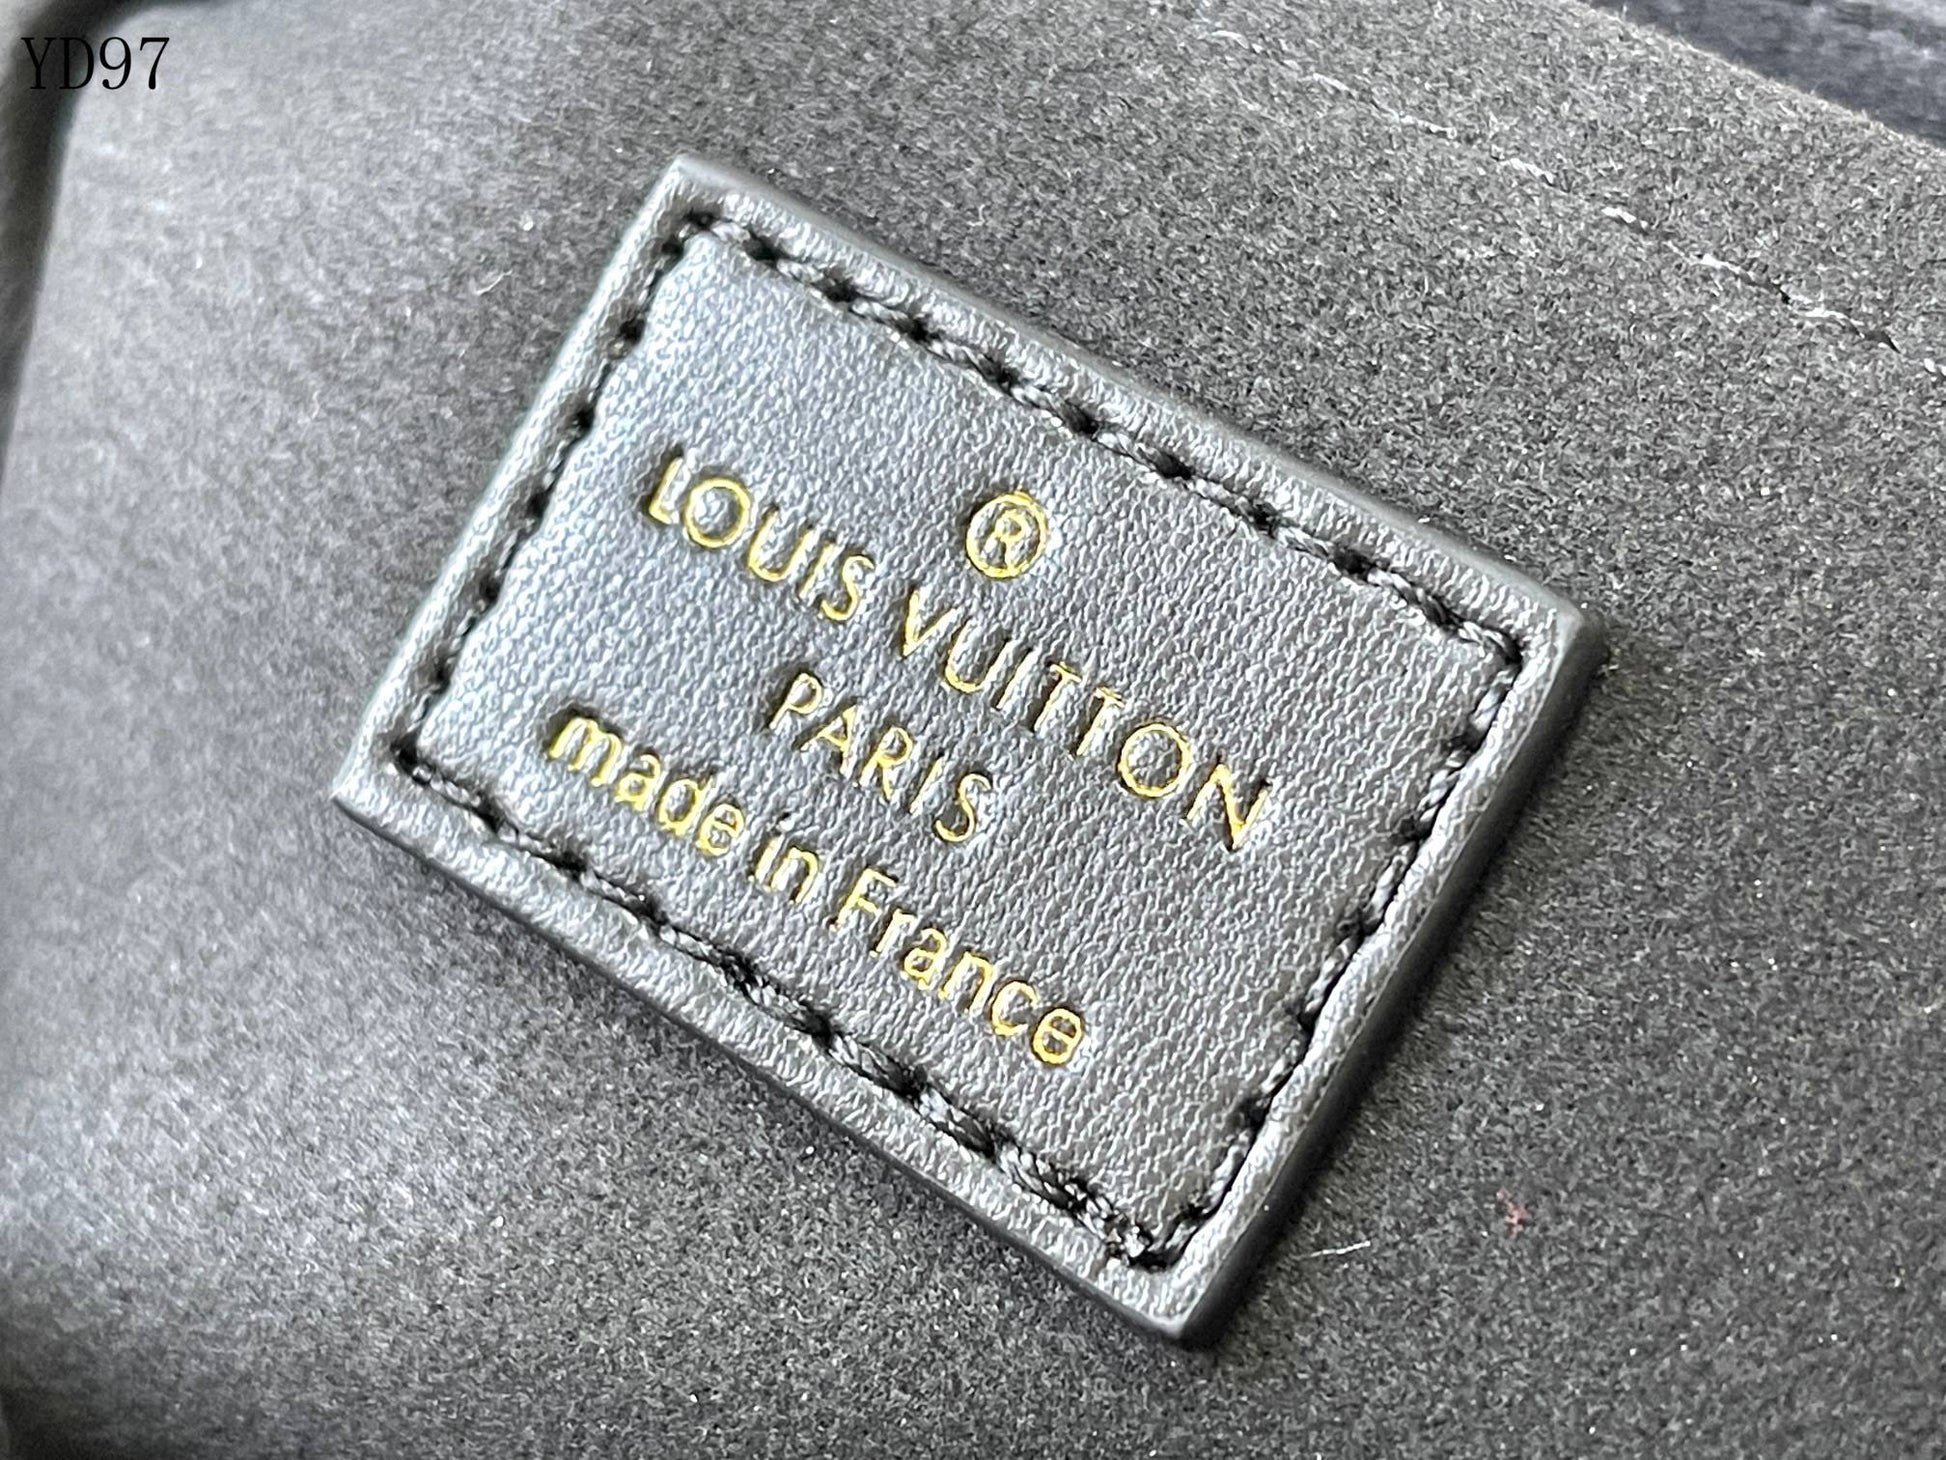 YD97
®
LOUIS VUITTON
PARIS
made in France